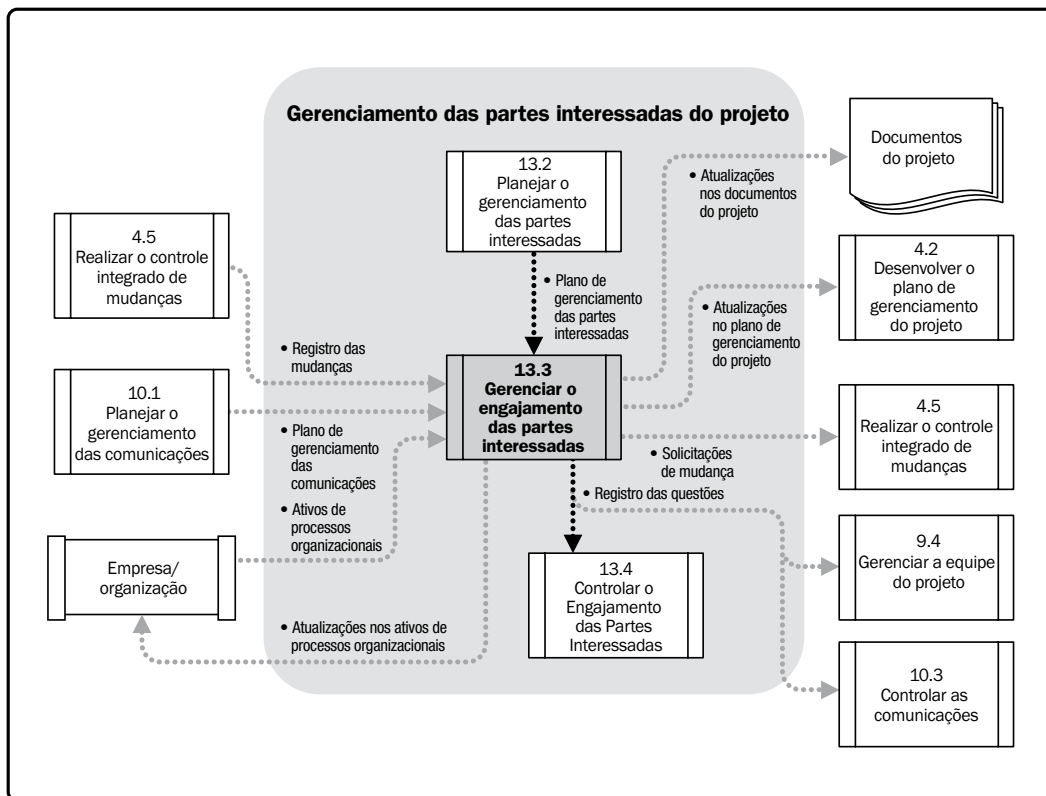 Gerenciamento das partes interessadas do projeto
13.2
Planejar o
gerenciamento
das partes
interessadas
4.5
Realizar o controle
integrado de
mudanças
10.1
Planejar o
gerenciamento
das comunicações
Empresa/
organização
• Registro das
mudanças
• Plano de
gerenciamento
das
comunicações
• Ativos de
processos
organizacionais
• Atualizações nos ativos de
processos organizacionais
• Plano de
gerenciamento
das partes
interessadas
13.3
Gerenciar o
engajamento
das partes
interessadas
• Atualizações
nos documentos
do projeto
• Atualizações
no plano de
gerenciamento
do projeto
• Solicitações
de mudança
• Registro das questões
13.4
Controlar o
Engajamento
das Partes
Interessadas
Documentos
do projeto
4.2
Desenvolver o
plano de
gerenciamento
do projeto
4.5
Realizar o controle
integrado de
mudanças
9.4
Gerenciar a equipe
do projeto
10.3
Controlar as
comunicações